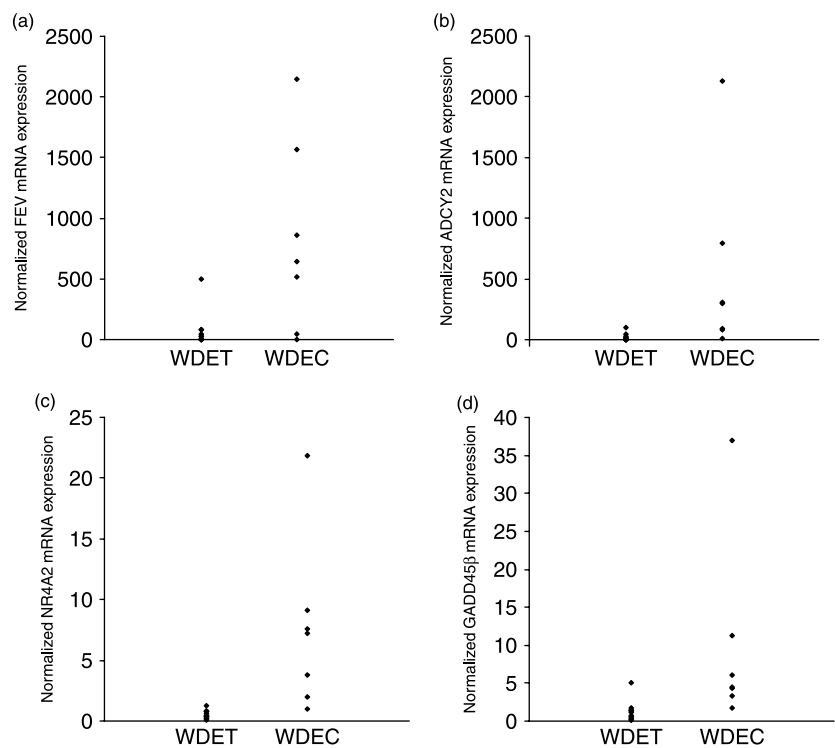 (a)
Normalized FEV mRNA expression
2500
2000
1500
1000
500
0
WDET WDEC
(b)
Normalized ADCY2 mRNA expression
2500
2000
1500
1000
500
0
WDET WDEC
(c)
Normalized NR4A2 mRNA expression
25
20
15
10
5
0
WDET WDEC
(d)
Normalized GADD45β mRNA expression
40
35
30
25
20
15
10
5
0
WDET WDEC